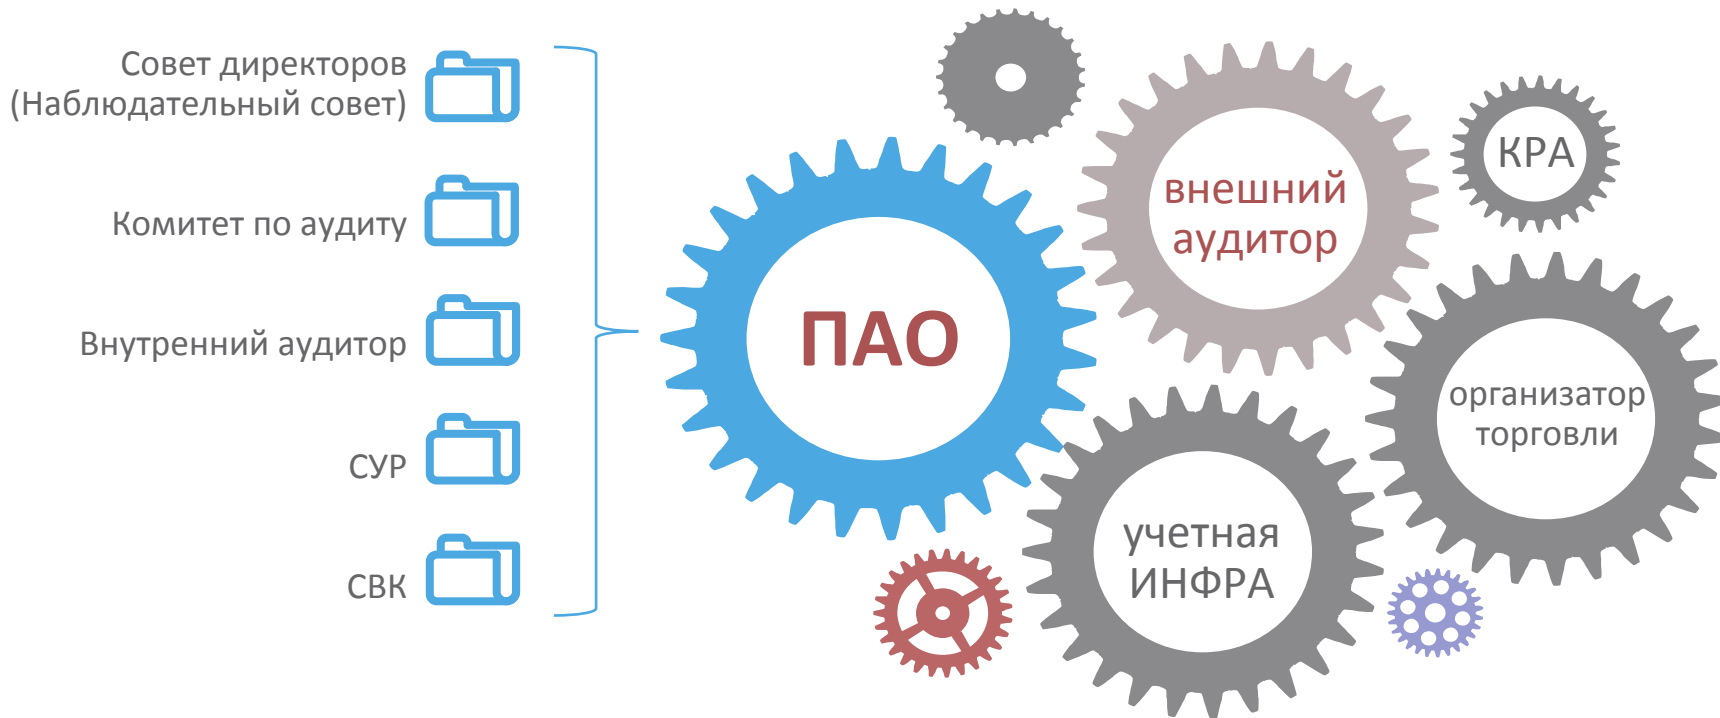 Совет директоров
(Наблюдательный совет)
Комитет по аудиту
Внутренний аудитор
СУР
СВК
ПАО
внешний
аудитор
КРА
организатор
торговли
учетная
ИНФРА